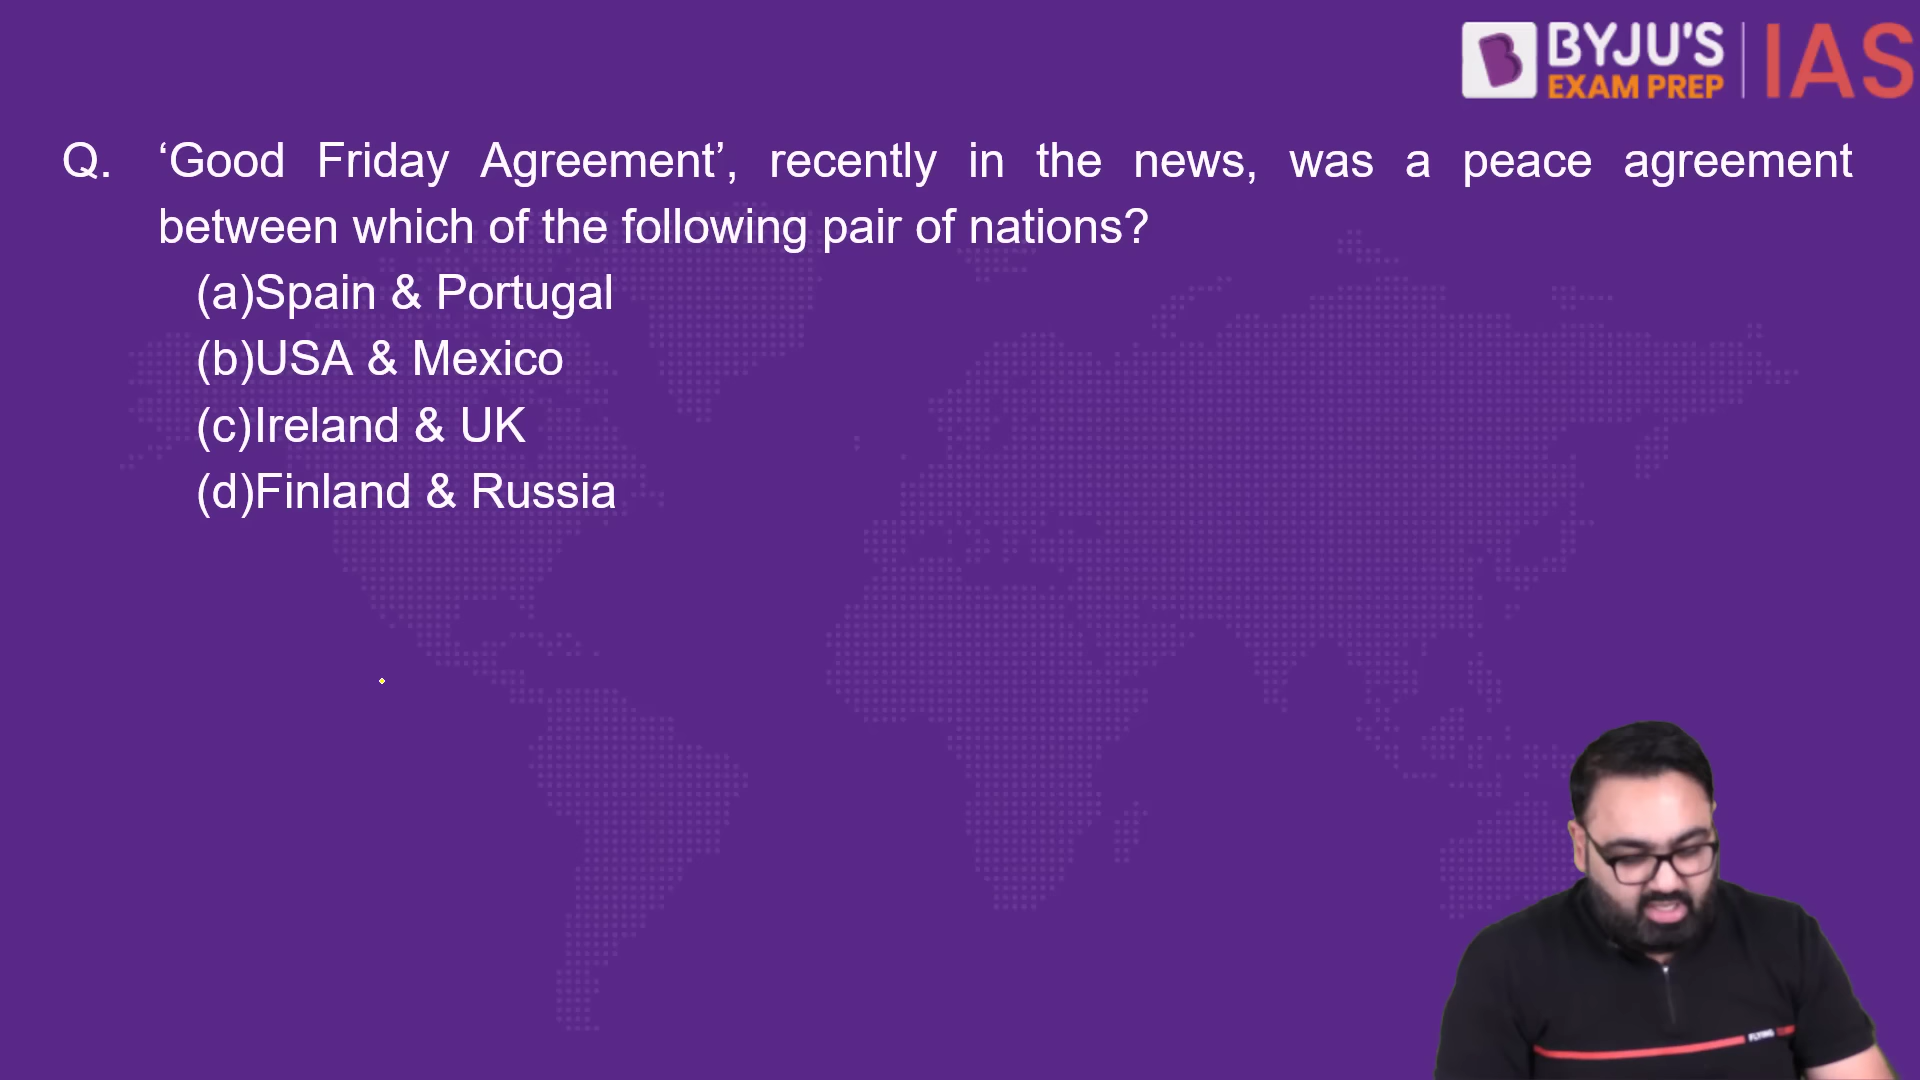 BYJU'S
EXAM PREP
IAS
Q. ‘Good Friday Agreement’, recently in the news, was a peace agreement
between which of the following pair of nations?
(a)Spain & Portugal
(b)USA & Mexico
(c)Ireland & UK
(d)Finland & Russia